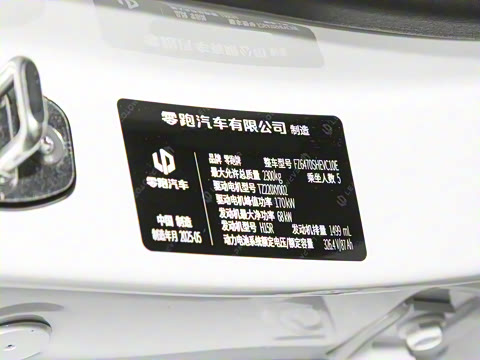 零跑汽车有限公司 制造
品牌 零跑牌 整车型号 FZ6470SHEVC10E
最大允许总质量 2300kg 乘坐人数 5
驱动电机型号 TZ220XY002
驱动电机峰值功率 170kW
发动机最大净功率 68kW
发动机型号 H15R 发动机排量 1499 mL
动力电池系统额定电压/额定容量 326.4V/87Ah
零跑汽车
中国 制造
制造年月 2025-05